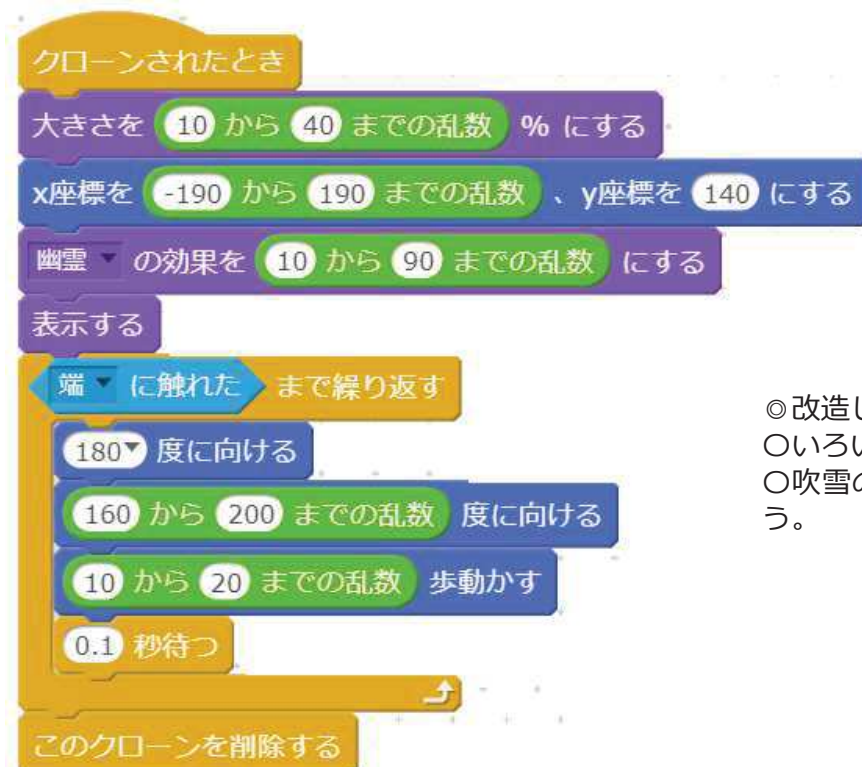 クローンされたとき
大きさを 10 から 40 までの乱数 % にする
x座標を -190 から 190 までの乱数 、y座標を 140 にする
幽霊 の効果を 10 から 90 までの乱数 にする
表示する
端 に触れた まで繰り返す
180 度に向ける
160 から 200 までの乱数 度に向ける
10 から 20 までの乱数 歩動かす
0.1 秒待つ
このクローンを削除する
◎改造し
〇いろい
〇吹雪の
う。